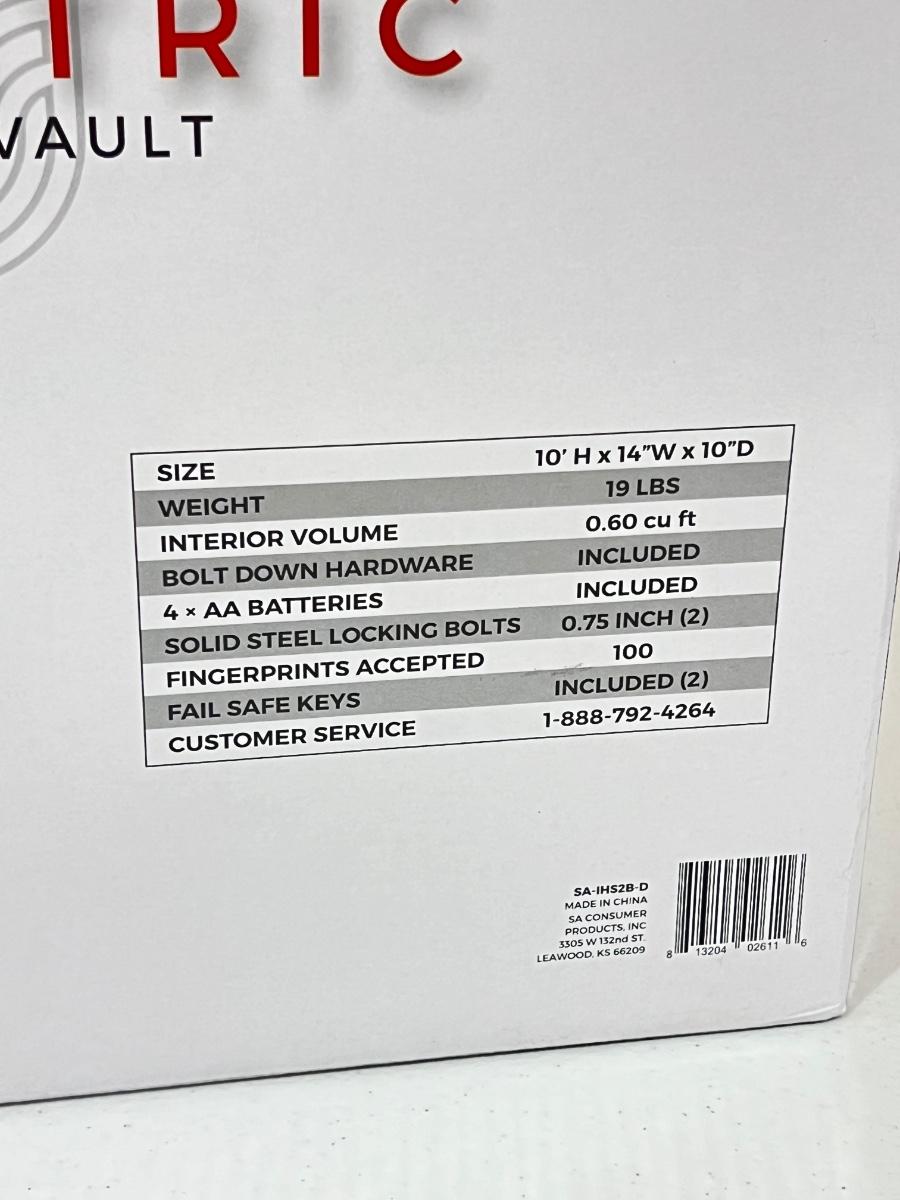 TRIC
VAULT
SIZE 10' H x 14"W x 10"D
WEIGHT 19 LBS
INTERIOR VOLUME 0.60 cu ft
BOLT DOWN HARDWARE INCLUDED
4 × AA BATTERIES INCLUDED
SOLID STEEL LOCKING BOLTS 0.75 INCH (2)
FINGERPRINTS ACCEPTED 100
FAIL SAFE KEYS INCLUDED (2)
CUSTOMER SERVICE 1-888-792-4264
SA-IHS2B-D
MADE IN CHINA
SA CONSUMER
PRODUCTS, INC
3305 W 132nd ST.
LEAWOOD, KS 66209
8 13204 02611 6